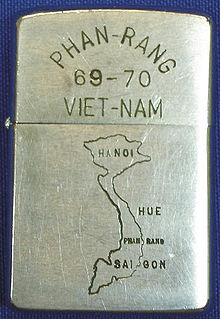 PHAN-RANG
69-70
VIET-NAM
HANOI
HUE
PHAN RANG
SAIGON